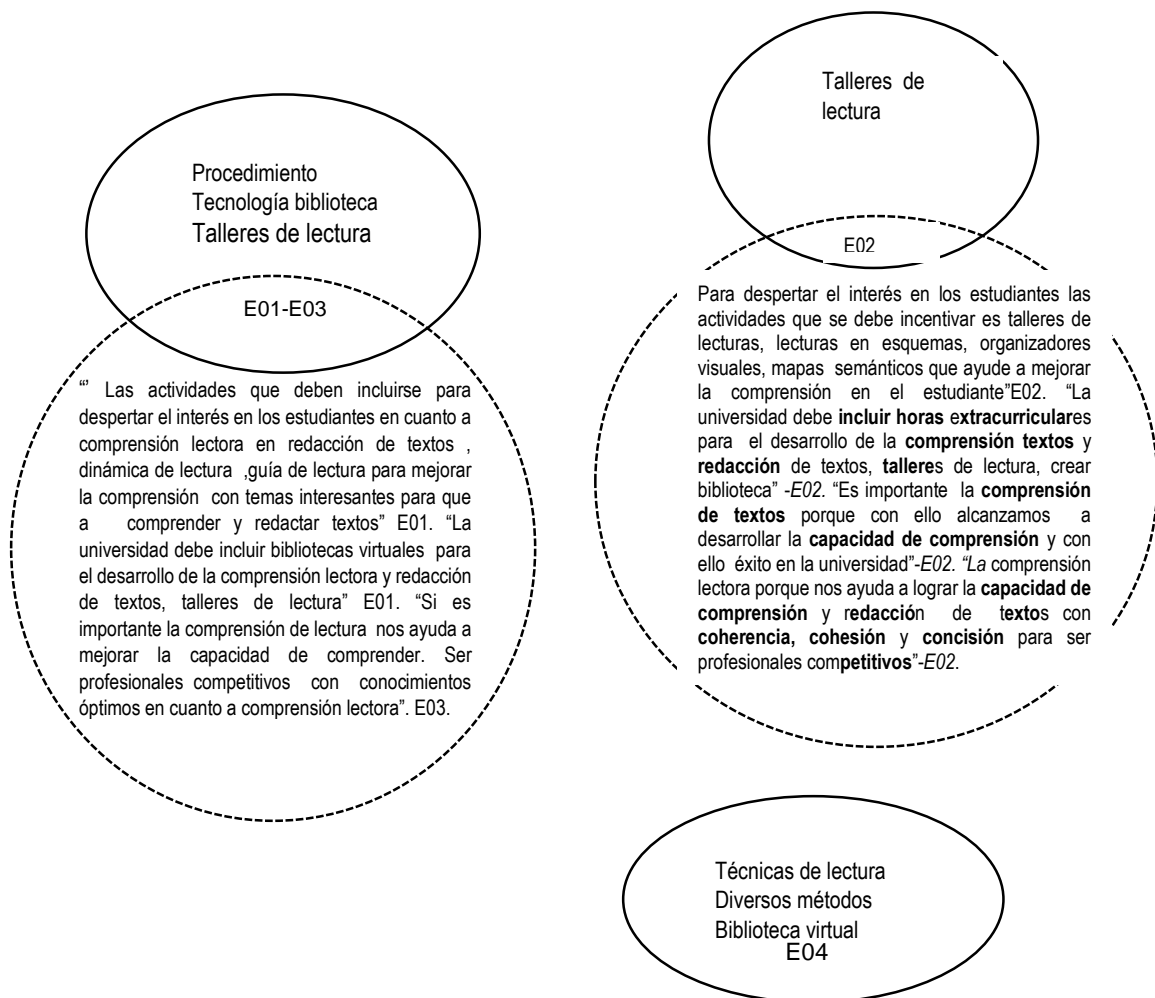 Procedimiento
Tecnología biblioteca
Talleres de lectura
E01-E03
“’ Las actividades que deben incluirse para
despertar el interés en los estudiantes en cuanto a
comprensión lectora en redacción de textos ,
dinámica de lectura ,guía de lectura para mejorar
la comprensión con temas interesantes para que
a comprender y redactar textos” E01. “La
universidad debe incluir bibliotecas virtuales para
el desarrollo de la comprensión lectora y redacción
de textos, talleres de lectura” E01. “Si es
importante la comprensión de lectura nos ayuda a
mejorar la capacidad de comprender. Ser
profesionales competitivos con conocimientos
óptimos en cuanto a comprensión lectora”. E03.
Talleres de
lectura
E02
Para despertar el interés en los estudiantes las
actividades que se debe incentivar es talleres de
lecturas, lecturas en esquemas, organizadores
visuales, mapas semánticos que ayude a mejorar
la comprensión en el estudiante”E02. “La
universidad debe incluir horas extracurriculares
para el desarrollo de la comprensión textos y
redacción de textos, talleres de lectura, crear
biblioteca” -E02. “Es importante la comprensión
de textos porque con ello alcanzamos a
desarrollar la capacidad de comprensión y con
ello éxito en la universidad”-E02. “La comprensión
lectora porque nos ayuda a lograr la capacidad de
comprensión y redacción de textos con
coherencia, cohesión y concisión para ser
profesionales competitivos”-E02.
Técnicas de lectura
Diversos métodos
Biblioteca virtual
E04